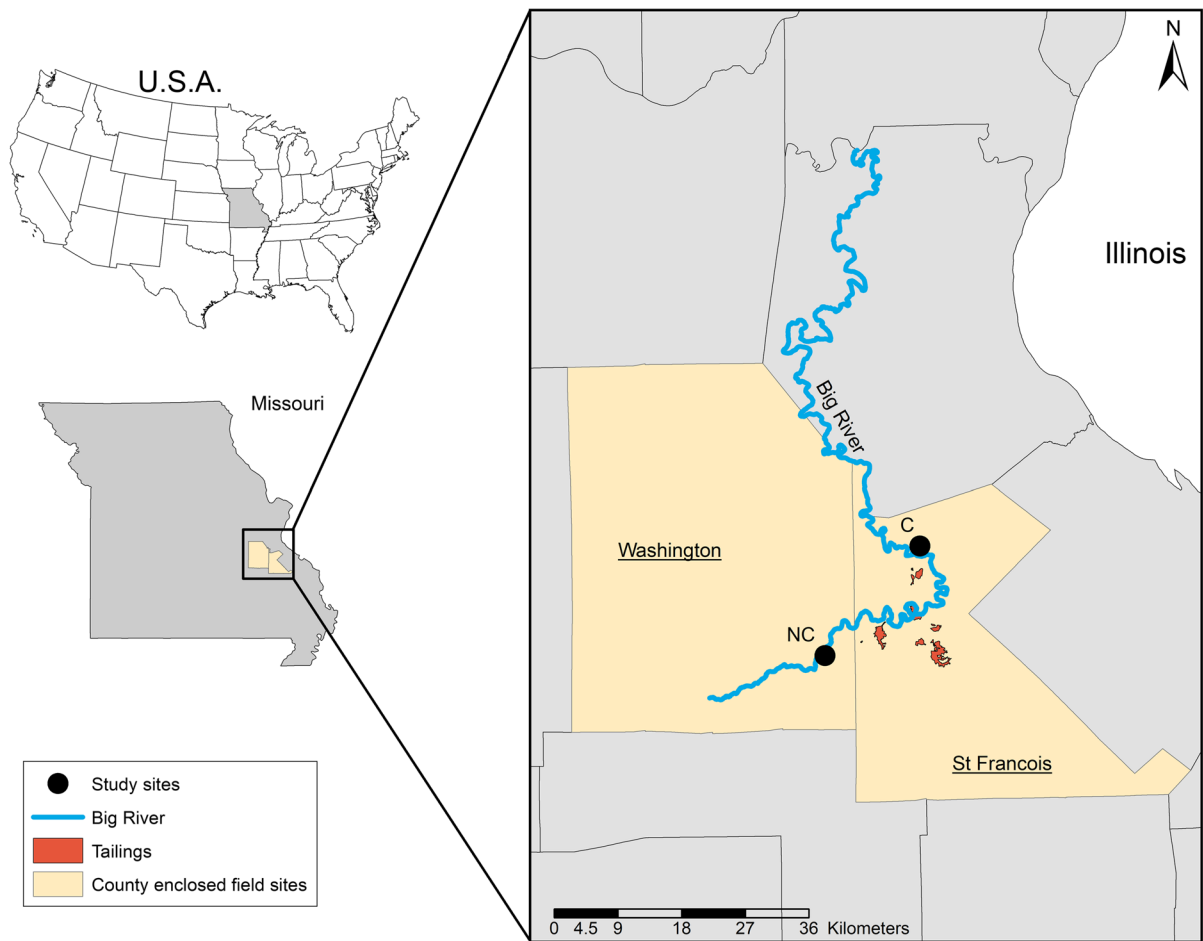 U.S.A.
Missouri
Study sites
Big River
Tailings
County enclosed field sites
N
Illinois
Big River
C
Washington
NC
St Francois
0 4.5 9 18 27 36 Kilometers